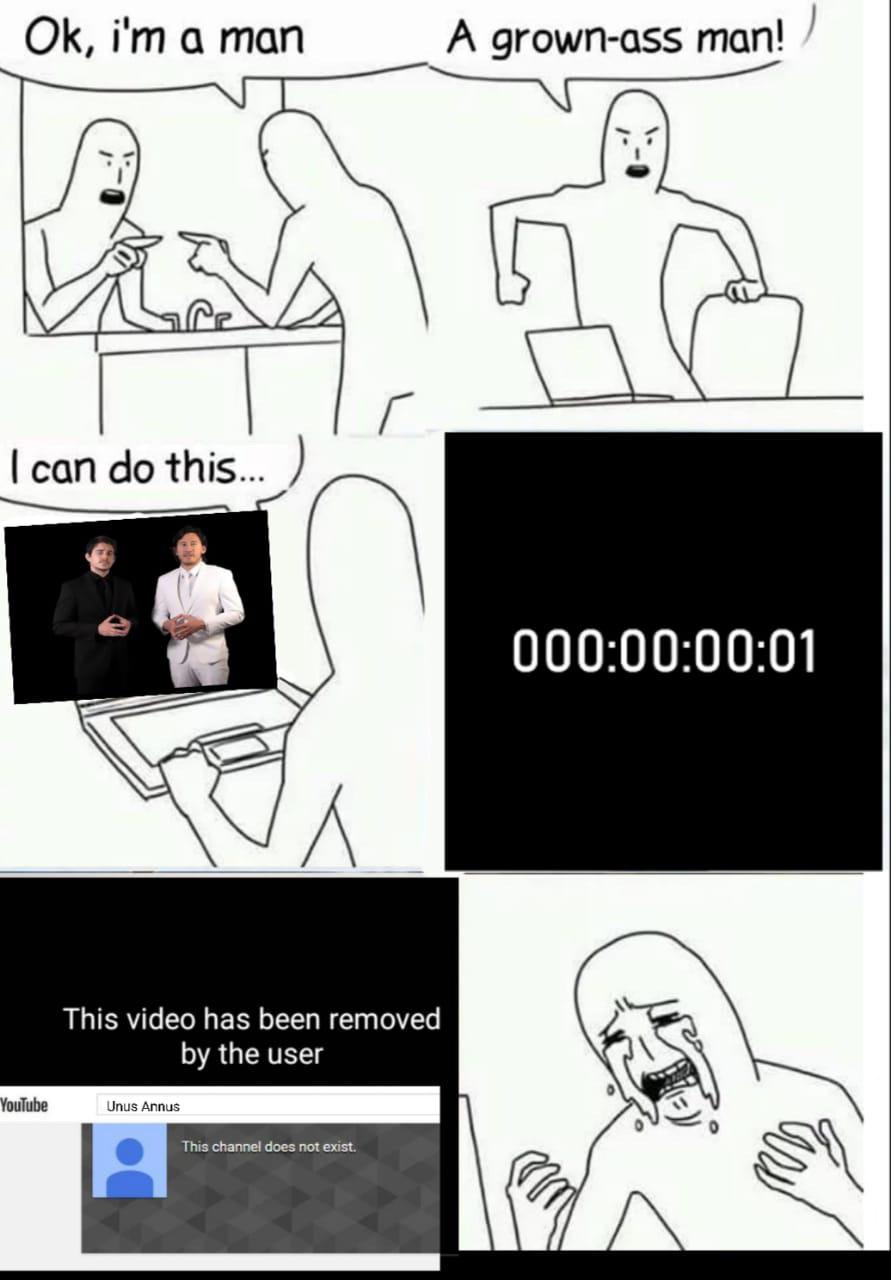 Ok, i'm a man
A grown-ass man!
I can do this...
000:00:00:01
This video has been removed
by the user
YouTube
Unus Annus
This channel does not exist.